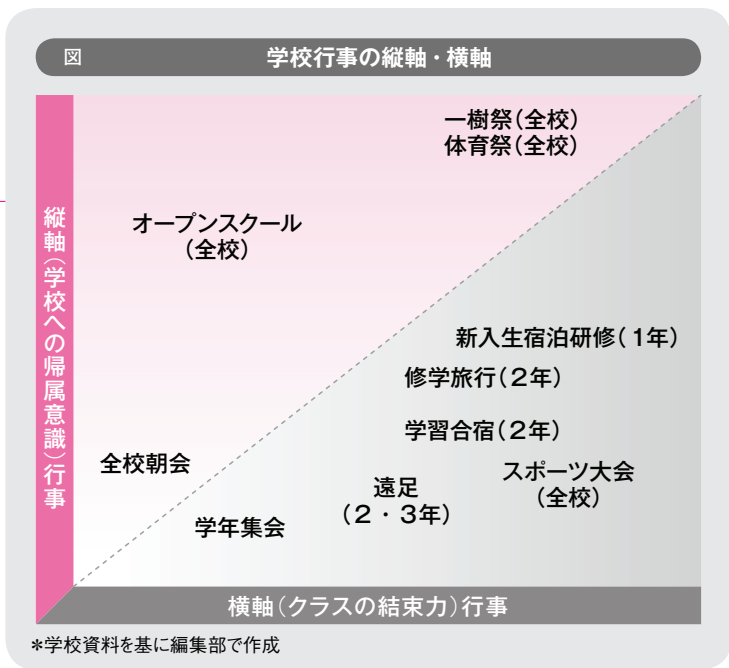 図
学校行事の縦軸・横軸
一樹祭(全校)
体育祭(全校)
オープンスクール
(全校)
縦軸(学校への帰属意識)行事
新入生宿泊研修(1年)
修学旅行(2年)
学習合宿(2年)
全校朝会
スポーツ大会
(全校)
遠足
(2・3年)
学年集会
横軸(クラスの結束力)行事
*学校資料を基に編集部で作成